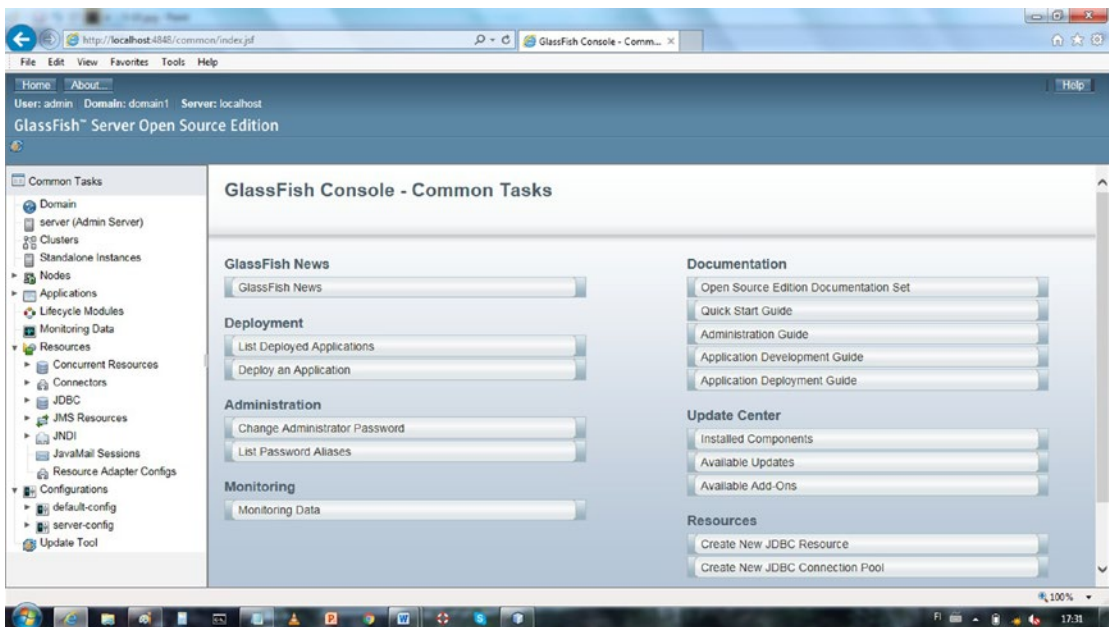 http://localhost:4848/common/index.jsf
GlassFish Console - Comm...
File Edit View Favorites Tools Help
Home About...
Help
User: admin Domain: domain1 Server: localhost
GlassFish™ Server Open Source Edition
Common Tasks
Domain
server (Admin Server)
Clusters
Standalone Instances
Nodes
Applications
Lifecycle Modules
Monitoring Data
Resources
Concurrent Resources
Connectors
JDBC
JMS Resources
JNDI
JavaMail Sessions
Resource Adapter Configs
Configurations
default-config
server-config
Update Tool
GlassFish Console - Common Tasks
GlassFish News
GlassFish News
Deployment
List Deployed Applications
Deploy an Application
Administration
Change Administrator Password
List Password Aliases
Monitoring
Monitoring Data
Documentation
Open Source Edition Documentation Set
Quick Start Guide
Administration Guide
Application Development Guide
Application Deployment Guide
Update Center
Installed Components
Available Updates
Available Add-Ons
Resources
Create New JDBC Resource
Create New JDBC Connection Pool
100%
FI 17:31